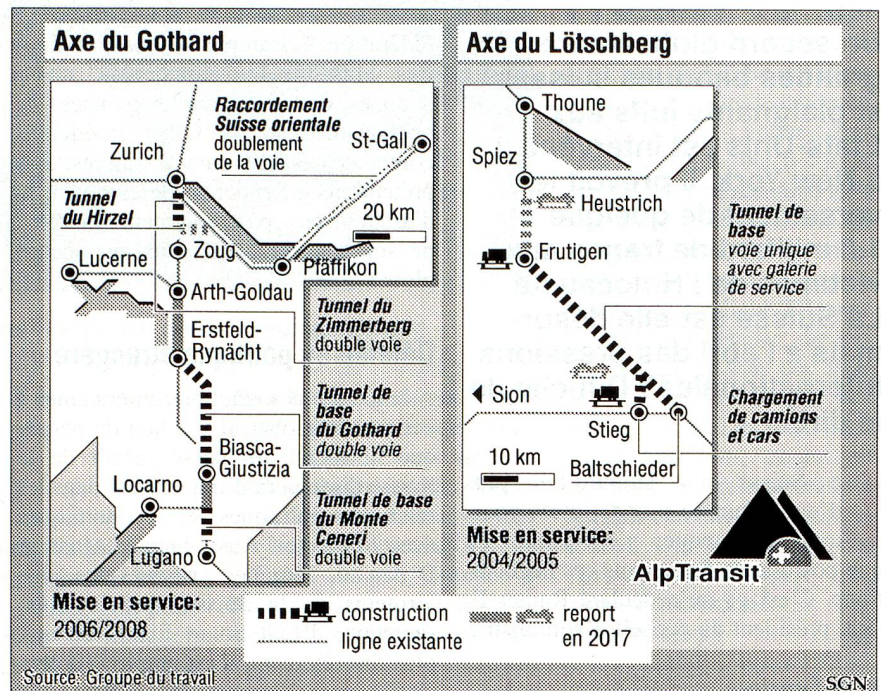 Axe du Gothard
Raccordement
Suisse orientale
doublement
de la voie
St-Gall
Zurich
Tunnel
du Hirzel
20 km
Zoug
Lucerne
Pfäffikon
Arth-Goldau
Tunnel du
Zimmerberg
double voie
Erstfeld-
Rynächt
Tunnel de
base
du Gothard
double voie
Biasca-
Giustizia
Locarno
Tunnel de base
du Monte
Ceneri
double voie
Lugano
Mise en service:
2006/2008
Axe du Lötschberg
Thoune
Spiez
Heustrich
Tunnel de
base
voie unique
avec galerie
de service
Frutigen
Sion
Chargement
de camions
et cars
Stieg
10 km
Baltschieder
Mise en service:
2004/2005
AlpTransit
construction
ligne existante
report
en 2017
Source: Groupe du travail
SGN